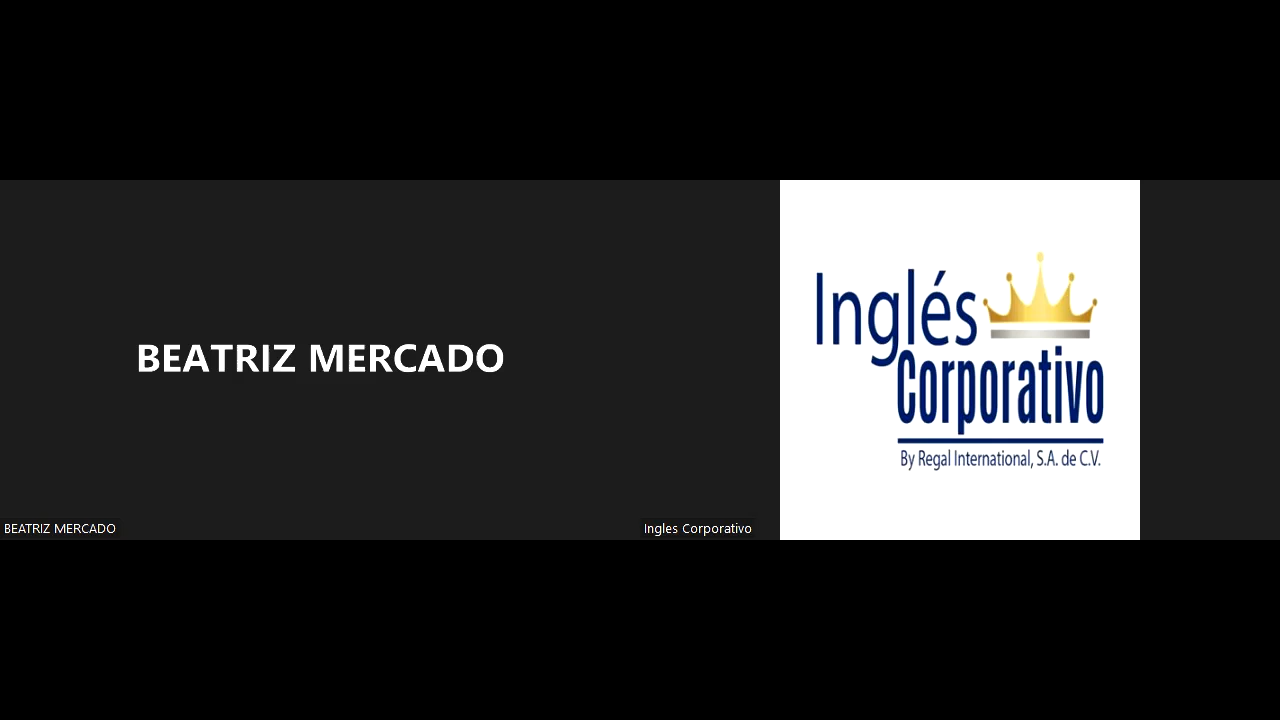 BEATRIZ MERCADO
BEATRIZ MERCADO
Inglés
Corporativo
By Regal International, S.A. de C.V.
Ingles Corporativo